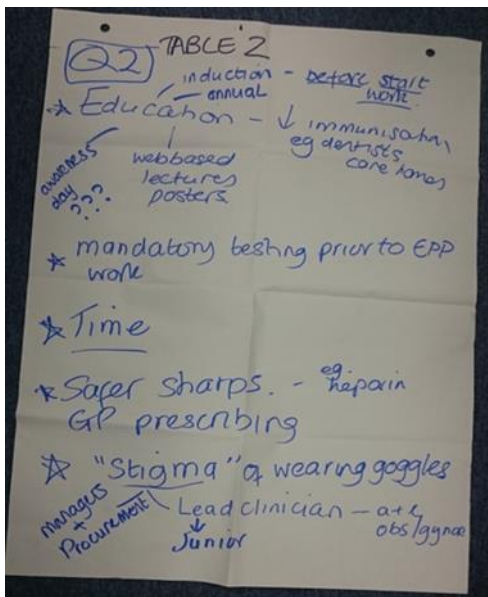 TABLE 2
Q2
induction - before start
work
annual
* Education - ↓ immunisation
eg dentists
care homes
awareness
day
???
webbased
lectures
posters
* mandatory testing prior to EPP
work
* Time
* Safer sharps. - eg.
heparin
GP prescribing
* "Stigma" of wearing goggles
managers
+
Procurement
Lead clinician - a+e
obs/gynae
↓
Junior